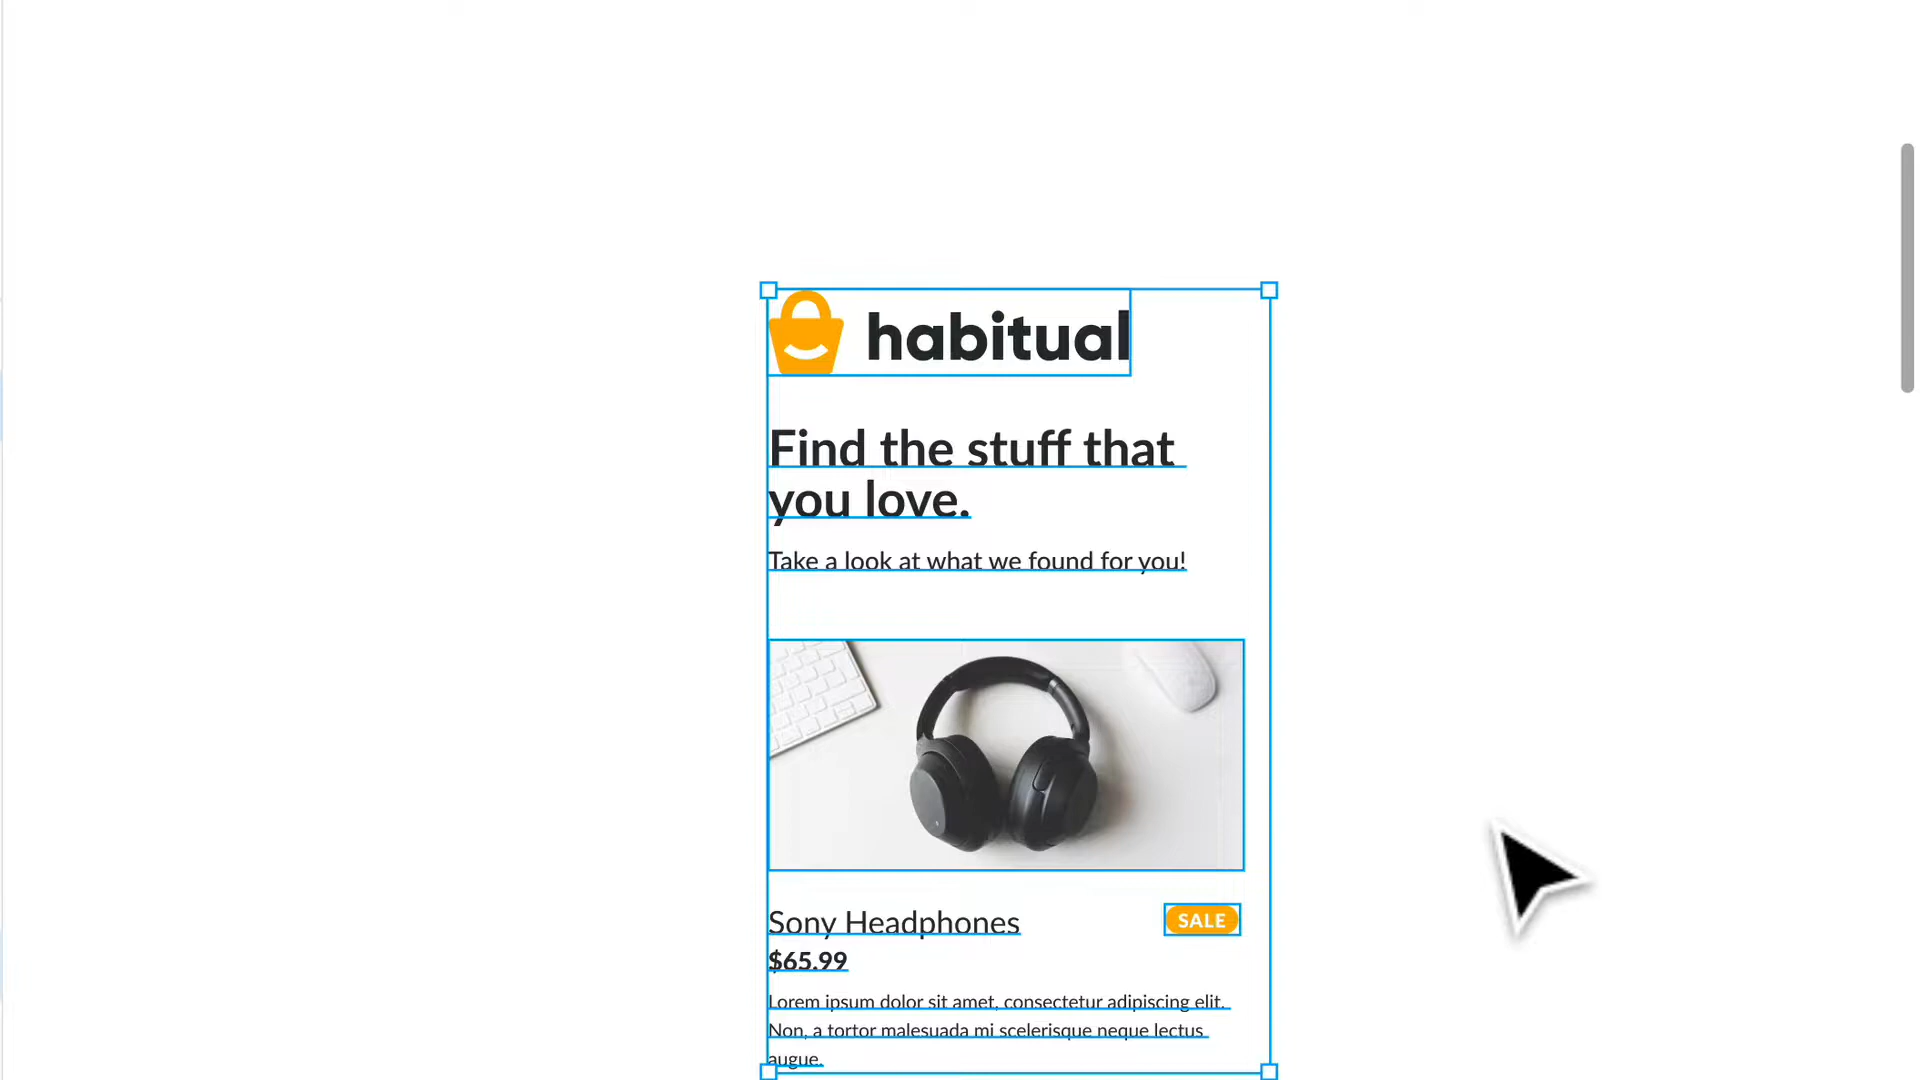 habitual
Find the stuff that
you love.
Take a look at what we found for you!
Sony Headphones
SALE
$65.99
Lorem ipsum dolor sit amet, consectetur adipiscing elit.
Non, a tortor malesuada mi scelerisque neque lectus
augue.